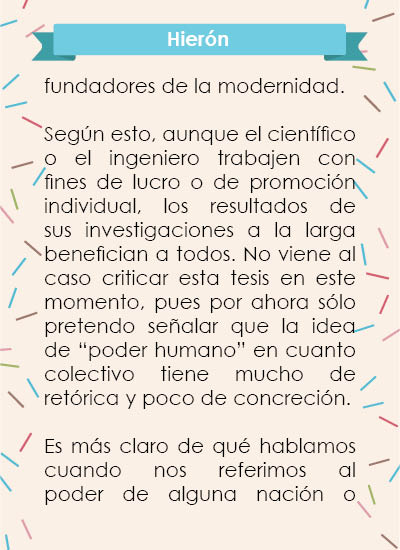 Hierón
fundadores de la modernidad.
Según esto, aunque el científico
o el ingeniero trabajen con
fines de lucro o de promoción
individual, los resultados de
sus investigaciones a la larga
benefician a todos. No viene al
caso criticar esta tesis en este
momento, pues por ahora sólo
pretendo señalar que la idea
de “poder humano” en cuanto
colectivo tiene mucho de
retórica y poco de concreción.
Es más claro de qué hablamos
cuando nos referimos al
poder de alguna nación o